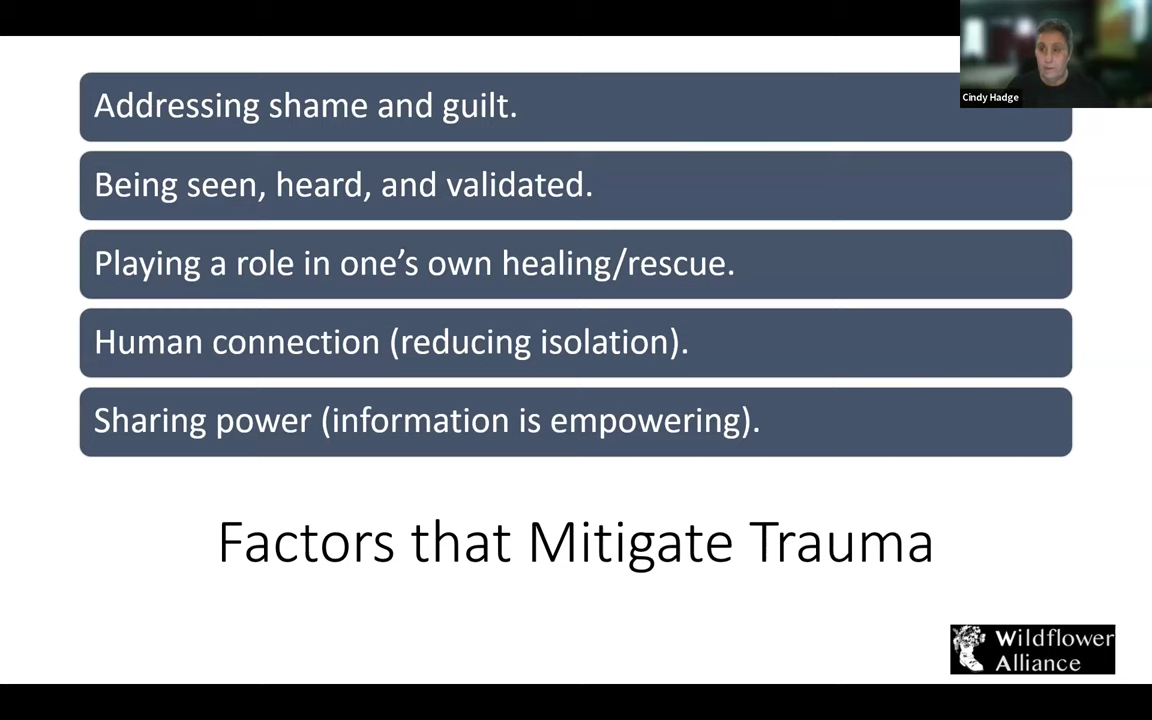 Addressing shame and guilt.
Cindy Hadge
Being seen, heard, and validated.
Playing a role in one’s own healing/rescue.
Human connection (reducing isolation).
Sharing power (information is empowering).
Factors that Mitigate Trauma
Wildflower
Alliance